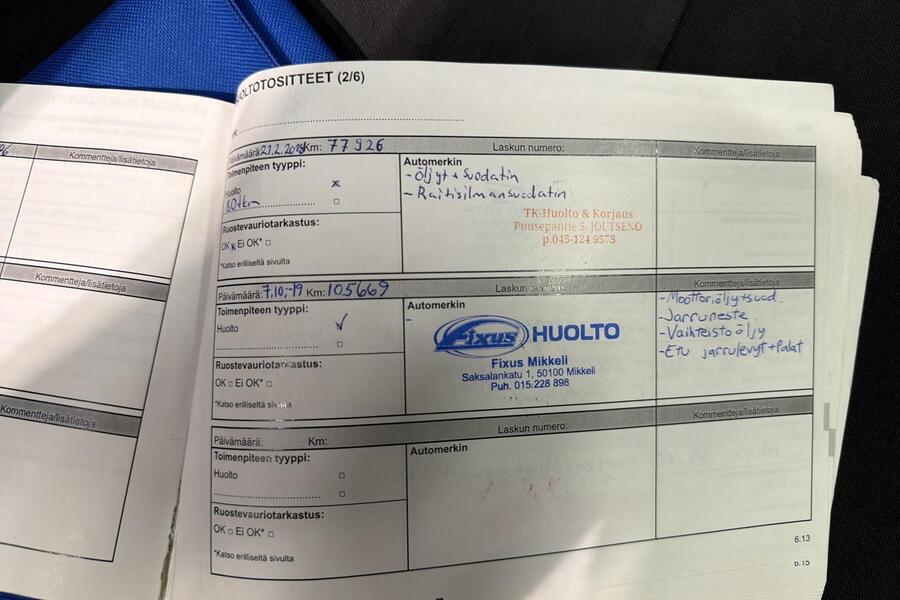 HUOLTOTOSITTEET (2/6)
Kommentteja/lisätietoja
Päivämäärä: 21.2.2018 Km: 77926
Laskun numero:
Kommentteja/lisätietoja
Toimenpiteen tyyppi:
Huolto
60tkm
Automerkin
-Öljyt + suodatin
-Raitisilmansuodatin
TK-Huolto & Korjaus
Puusepäntie 5, JOUTSENO
p.045-124 9573
Ruostevauriotarkastus:
OK Ei OK*
*Katso erilliseltä sivulta
Kommentteja/lisätietoja
Päivämäärä: 7.10.-19 Km: 105669
Laskun
Kommentteja/lisätietoja
Toimenpiteen tyyppi:
Huolto
Automerkin
-
Fixus HUOLTO
Fixus Mikkeli
Saksalankatu 1, 50100 Mikkeli
Puh. 015 228 898
-Moottoriöljy+suod.
-Jarruneste
-Vaihteistoöljy
-Etu jarrulevyt+Palat
Ruostevauriotarkastus:
OK Ei OK*
*Katso erilliseltä sivulta
Kommentteja/lisätietoja
Päivämäärä: Km:
Laskun numero:
Kommentteja/lisätietoja
Toimenpiteen tyyppi:
Huolto
Automerkin
Ruostevauriotarkastus:
OK Ei OK*
*Katso erilliseltä sivulta
6.13
6.15